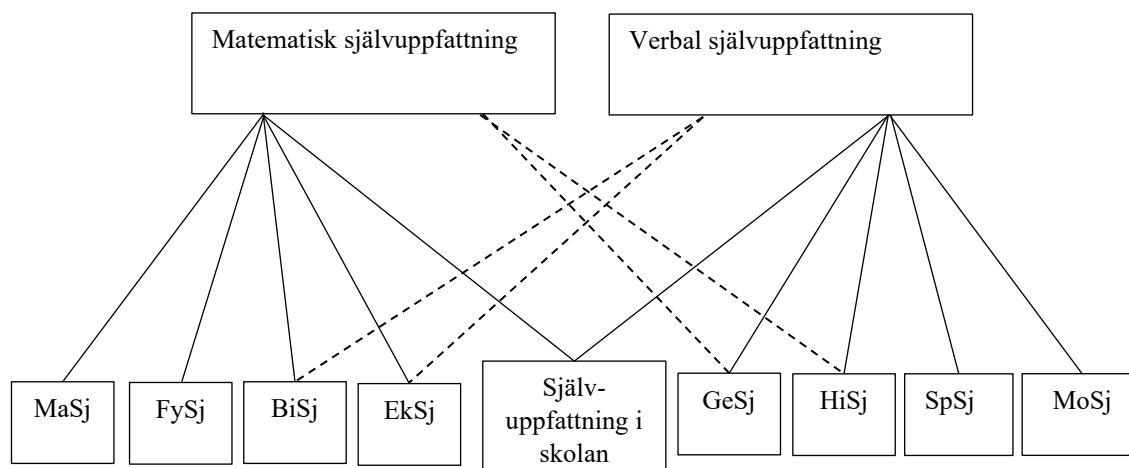 Matematisk självuppfattning
Verbal självuppfattning
MaSj
FySj
BiSj
EkSj
Själv-
uppfattning i
skolan
GeSj
HiSj
SpSj
MoSj